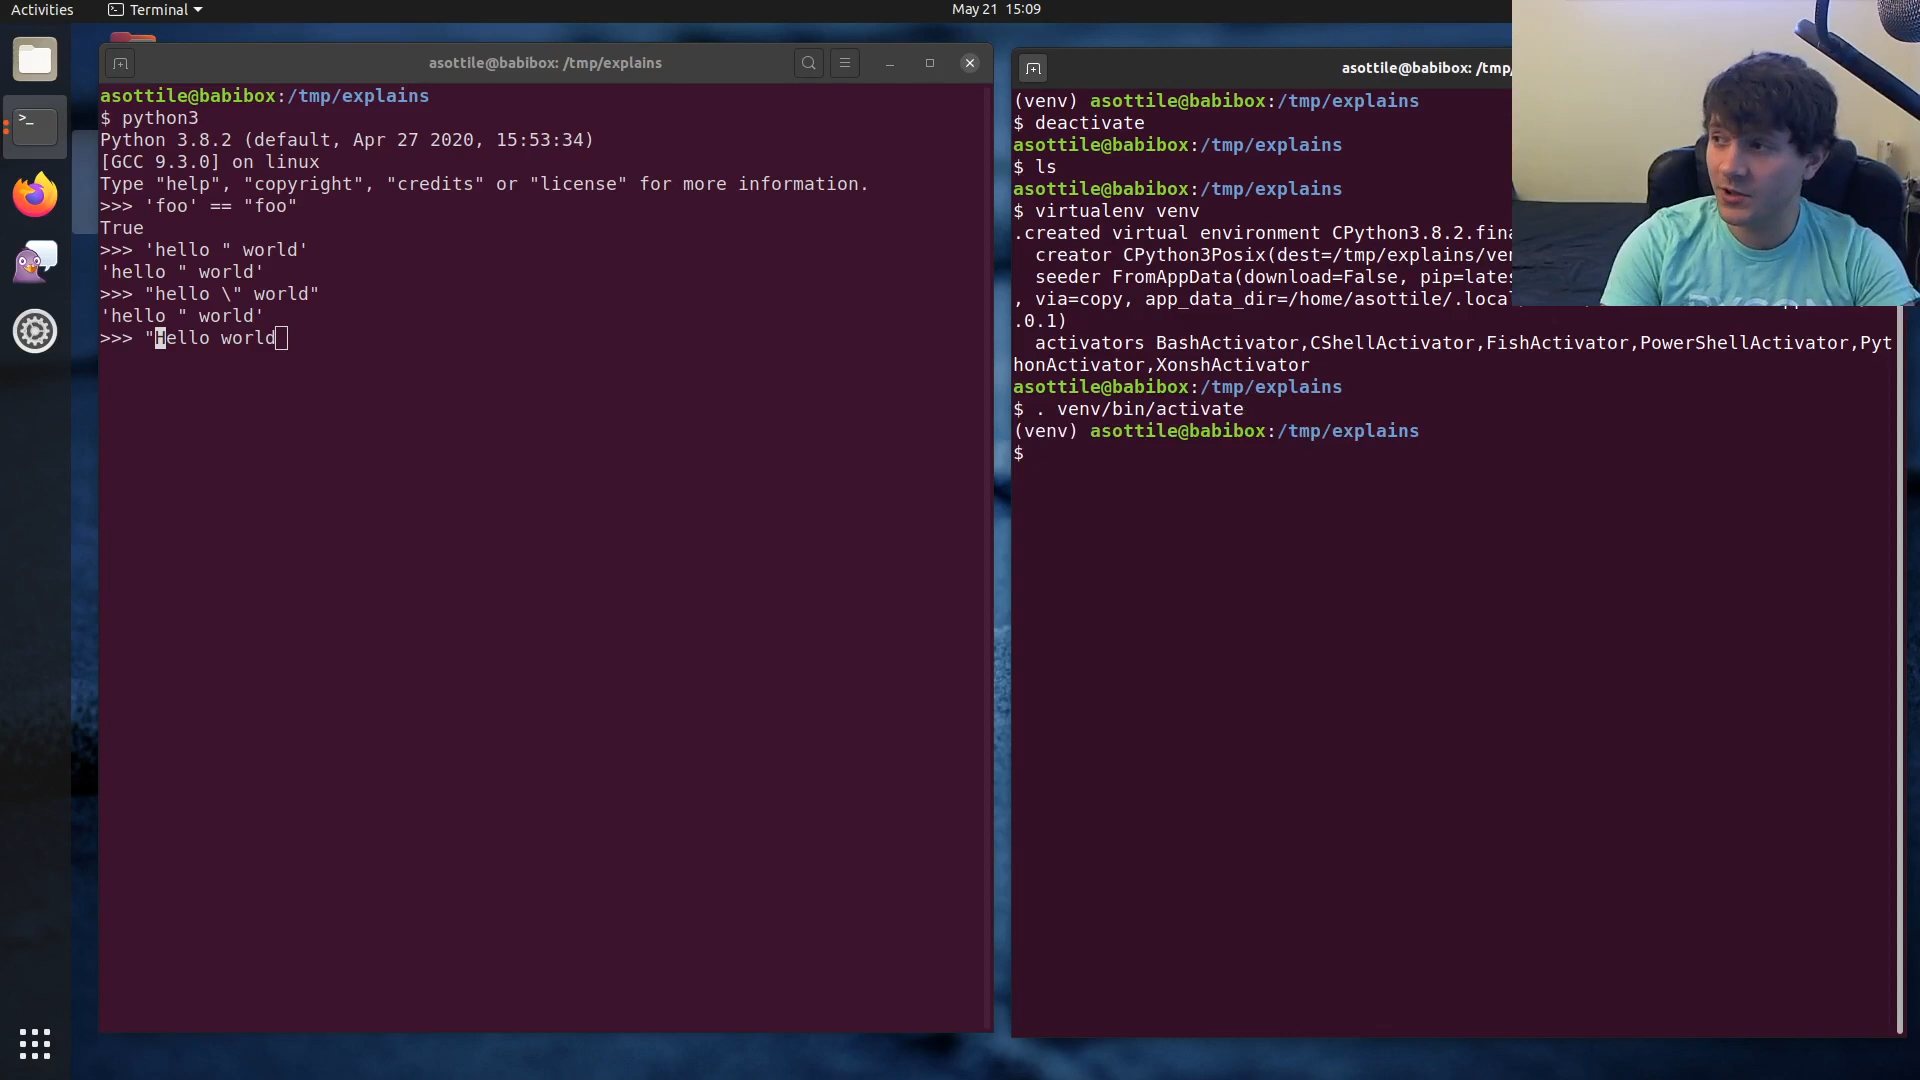 Activities
Terminal
May 21 15:09
asottile@babibox: /tmp/explains
asottile@babibox:/tmp/explains
$ python3
Python 3.8.2 (default, Apr 27 2020, 15:53:34)
[GCC 9.3.0] on linux
Type "help", "copyright", "credits" or "license" for more information.
>>> 'foo' == "foo"
True
>>> 'hello " world'
'hello " world'
>>> "hello \" world"
'hello " world'
>>> "Hello world
asottile@babibox: /tmp/
(venv) asottile@babibox:/tmp/explains
$ deactivate
asottile@babibox:/tmp/explains
$ ls
asottile@babibox:/tmp/explains
$ virtualenv venv
.created virtual environment CPython3.8.2.fina
creator CPython3Posix(dest=/tmp/explains/ven
seeder FromAppData(download=False, pip=lates
, via=copy, app_data_dir=/home/asottile/.local
.0.1)
activators BashActivator,CShellActivator,FishActivator,PowerShellActivator,Pyt
honActivator,XonshActivator
asottile@babibox:/tmp/explains
$ . venv/bin/activate
(venv) asottile@babibox:/tmp/explains
$